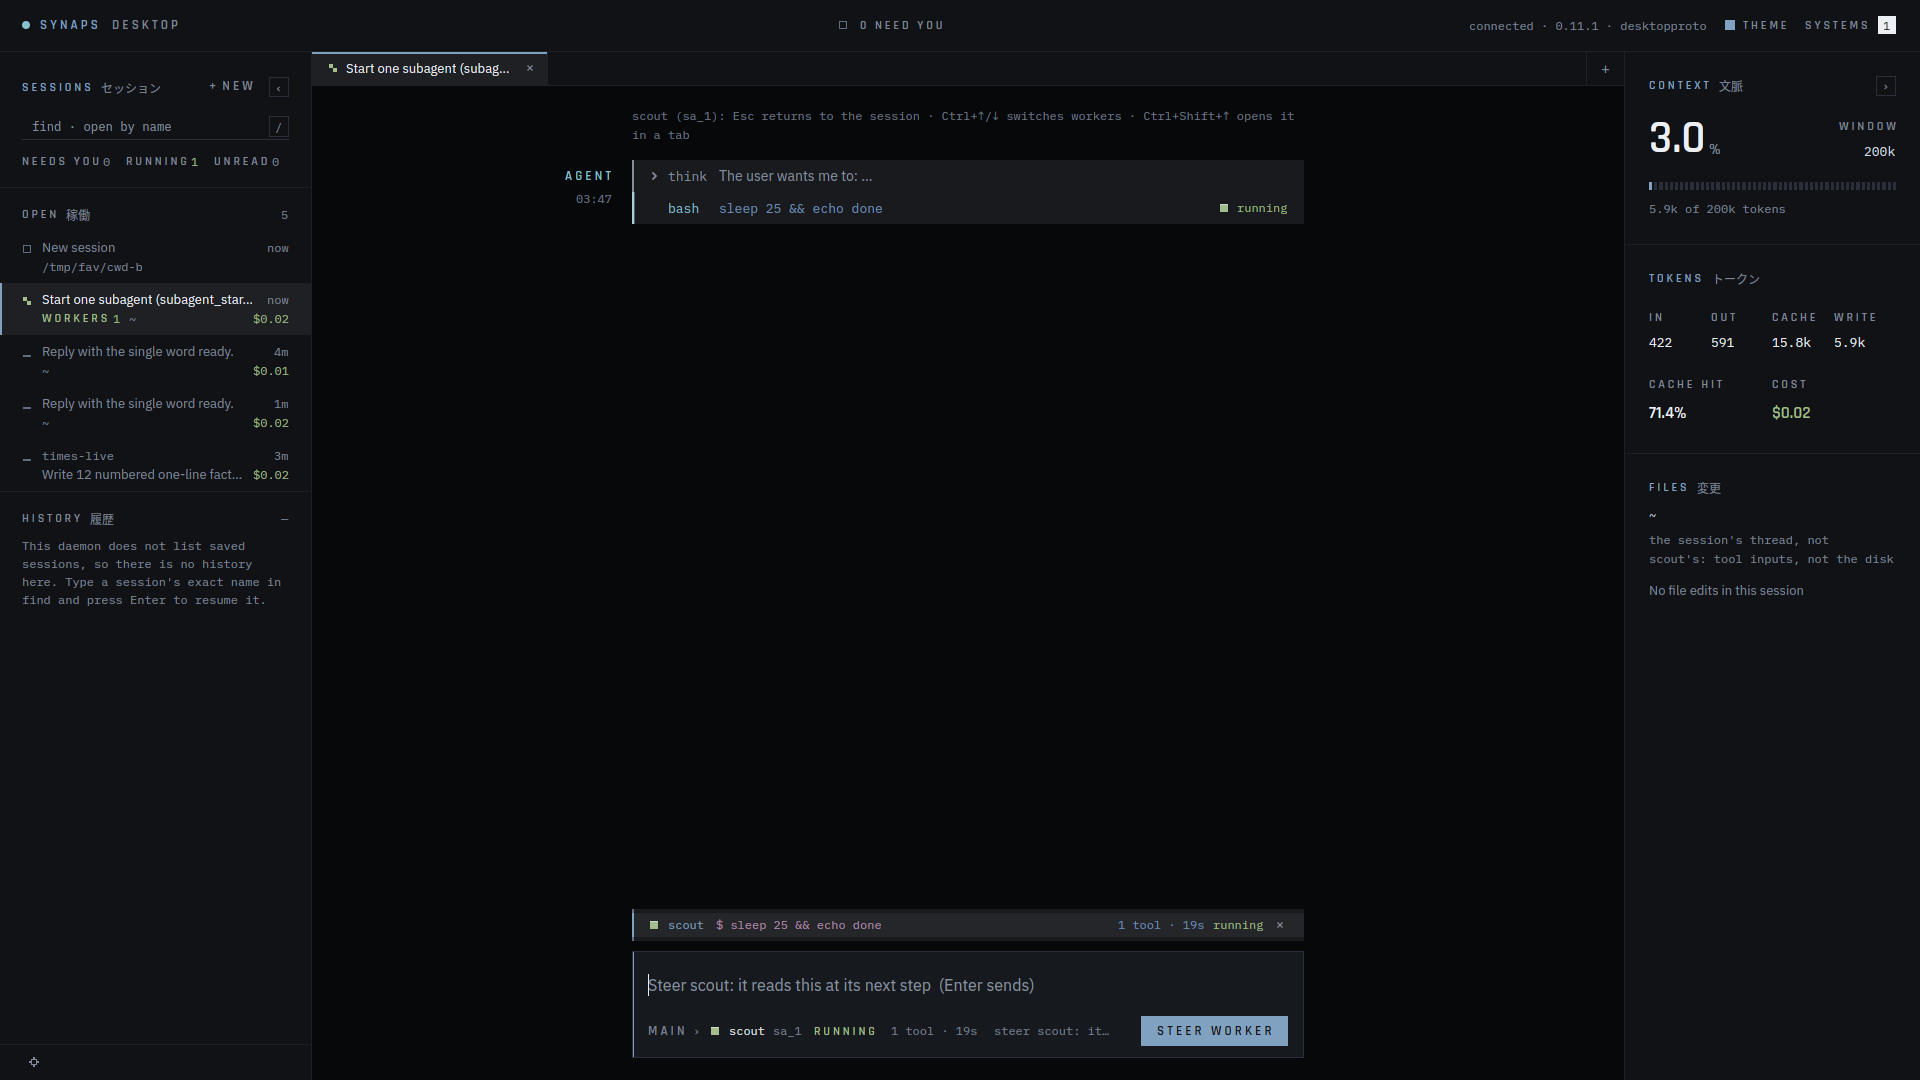 SYNAPS DESKTOP
0 NEED YOU
connected · 0.11.1 · desktopproto
THEME
SYSTEMS 1
SESSIONS セッション
+ NEW
‹
find · open by name
/
NEEDS YOU 0 RUNNING 1 UNREAD 0
OPEN 稼働 5
New session now
/tmp/fav/cwd-b
Start one subagent (subagent_star... now
WORKERS 1 ~ $0.02
Reply with the single word ready. 4m
~ $0.01
Reply with the single word ready. 1m
~ $0.02
times-live 3m
Write 12 numbered one-line fact... $0.02
HISTORY 履歴 —
This daemon does not list saved
sessions, so there is no history
here. Type a session's exact name in
find and press Enter to resume it.
Start one subagent (subag... ×
+
scout (sa_1): Esc returns to the session · Ctrl+↑/↓ switches workers · Ctrl+Shift+↑ opens it
in a tab
AGENT
03:47
› think The user wants me to: ...
bash sleep 25 && echo done running
scout $ sleep 25 && echo done 1 tool · 19s running ×
Steer scout: it reads this at its next step (Enter sends)
MAIN › scout sa_1 RUNNING 1 tool · 19s steer scout: it…
STEER WORKER
CONTEXT 文脈
›
3.0 %
WINDOW
200k
5.9k of 200k tokens
TOKENS トークン
IN OUT CACHE WRITE
422 591 15.8k 5.9k
CACHE HIT COST
71.4% $0.02
FILES 変更
~
the session's thread, not
scout's: tool inputs, not the disk
No file edits in this session